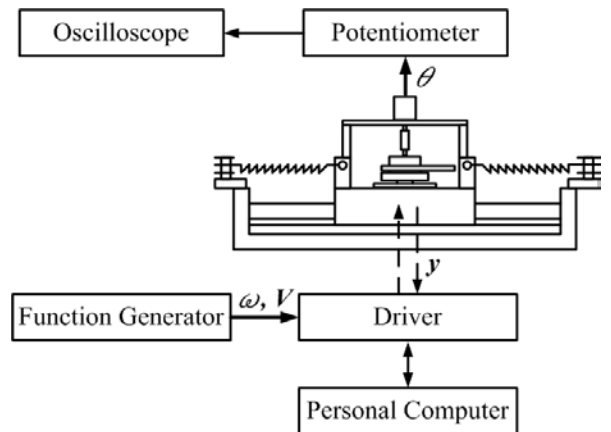 Oscilloscope
Potentiometer
θ
y
ω, V
Function Generator
Driver
Personal Computer